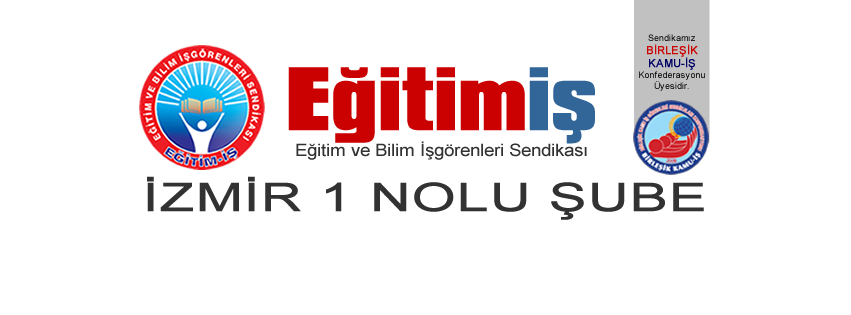 EĞİTİM VE BİLİM İŞGÖRENLERİ SENDİKASI
EĞİTİM-İŞ
Eğitimiş
Eğitim ve Bilim İşgörenleri Sendikası
Sendikamız
BİRLEŞİK
KAMU-İŞ
Konfederasyonu
Üyesidir.
BİRLEŞİK KAMU-İŞ
İZMİR 1 NOLU ŞUBE